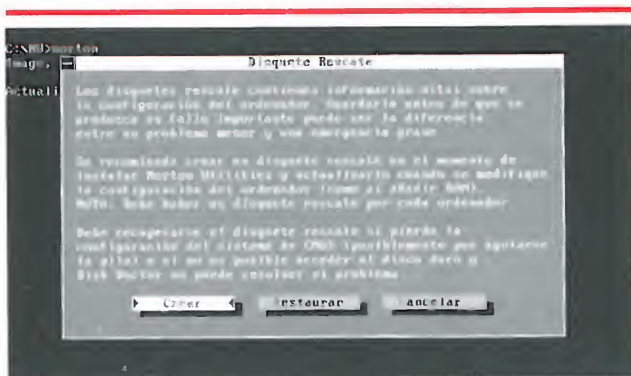 C:\NU>norton
Image,
Disquete Rescate
Actuali
Los disquetes rescate contienen información vital sobre
la configuración del ordenador. Guardarla antes de que se
produzca un fallo importante puede ser la diferencia
entre un problema menor y una emergencia grave
Se recomienda crear un disquete rescate en el momento de
instalar Norton Utilities y actualizarlo cuando se modifique
la configuración del ordenador (como al añadir RAM).
NOTA: Debe haber un disquete rescate por cada ordenador
Debe recuperarse el disquete rescate si pierde la
configuración del sistema de CMOS (posiblemente por agotarse
la pila) o si no es posible acceder al disco duro y
Disk Doctor no puede resolver el problema
Crear
Restaurar
Cancelar